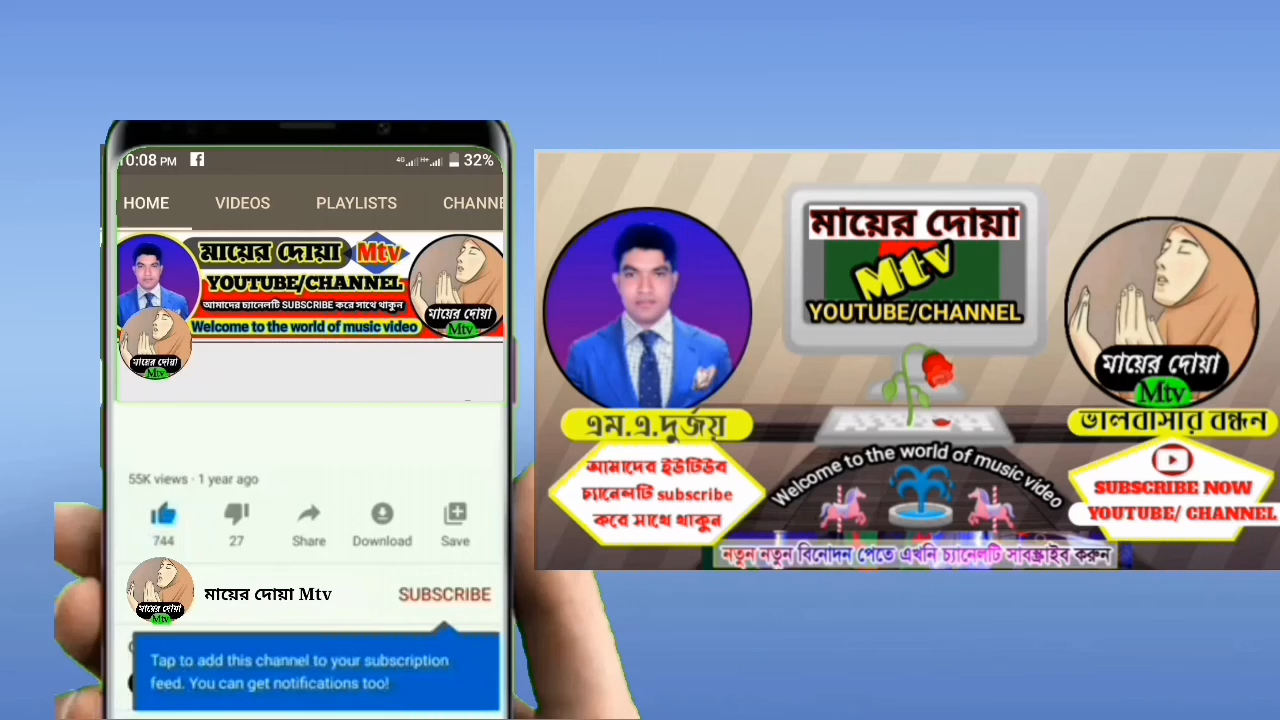 10:08 PM
4G H+ 32%
HOME VIDEOS PLAYLISTS CHANNE
মায়ের দোয়া Mtv
YOUTUBE/CHANNEL
আমাদের চ্যানেলটি SUBSCRIBE করে সাথে থাকুন
Welcome to the world of music video
মায়ের দোয়া
Mtv
মায়ের দোয়া
Mtv
55K views · 1 year ago
744 27 Share Download Save
মায়ের দোয়া
Mtv
মায়ের দোয়া Mtv SUBSCRIBE
Tap to add this channel to your subscription
feed. You can get notifications too!
মায়ের দোয়া
Mtv
YOUTUBE/CHANNEL
মায়ের দোয়া
Mtv
এম.এ.দুর্জয়
ভালবাসার বন্ধন
আমাদের ইউটিউব
চ্যানেলটি subscribe
করে সাথে থাকুন
Welcome to the world of music video
SUBSCRIBE NOW
YOUTUBE/ CHANNEL
নতুন নতুন বিনোদন পেতে এখনি চ্যানেলটি সাবস্ক্রাইব করুন